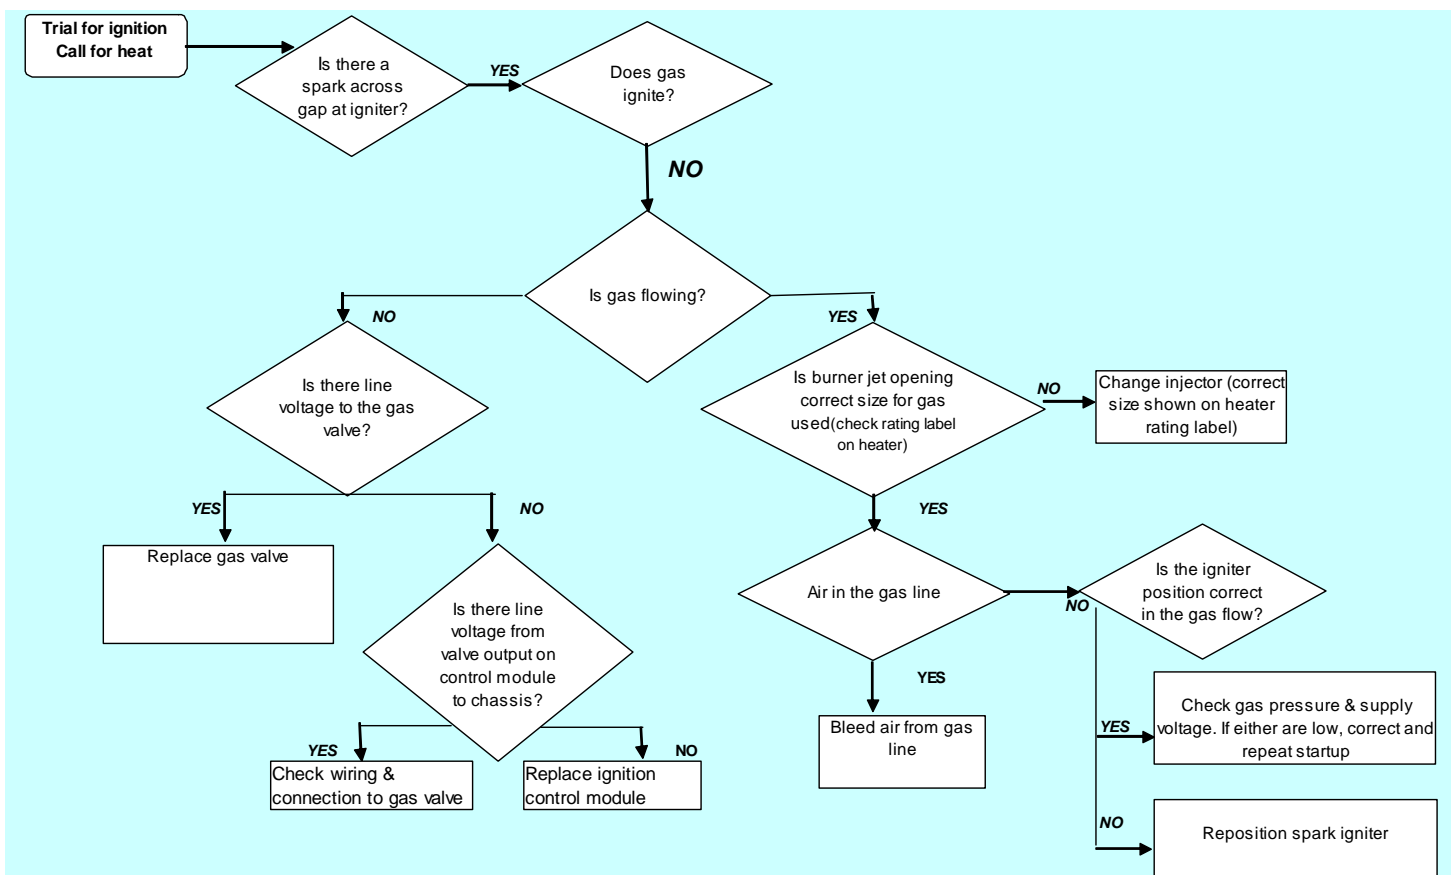 Trial for ignition
Call for heat
Is there a
spark across
gap at igniter?
YES
Does gas
ignite?
NO
Is gas flowing?
NO
YES
Is there line
voltage to the gas
valve?
Is burner jet opening
correct size for gas
used(check rating label
on heater)
NO
Change injector (correct
size shown on heater
rating label)
YES
NO
YES
Replace gas valve
Is there line
voltage from
valve output on
control module
to chassis?
Air in the gas line
NO
Is the igniter
position correct
in the gas flow?
YES
Bleed air from gas
line
YES
Check gas pressure & supply
voltage. If either are low, correct and
repeat startup
YES
NO
Check wiring &
connection to gas valve
Replace ignition
control module
NO
Reposition spark igniter